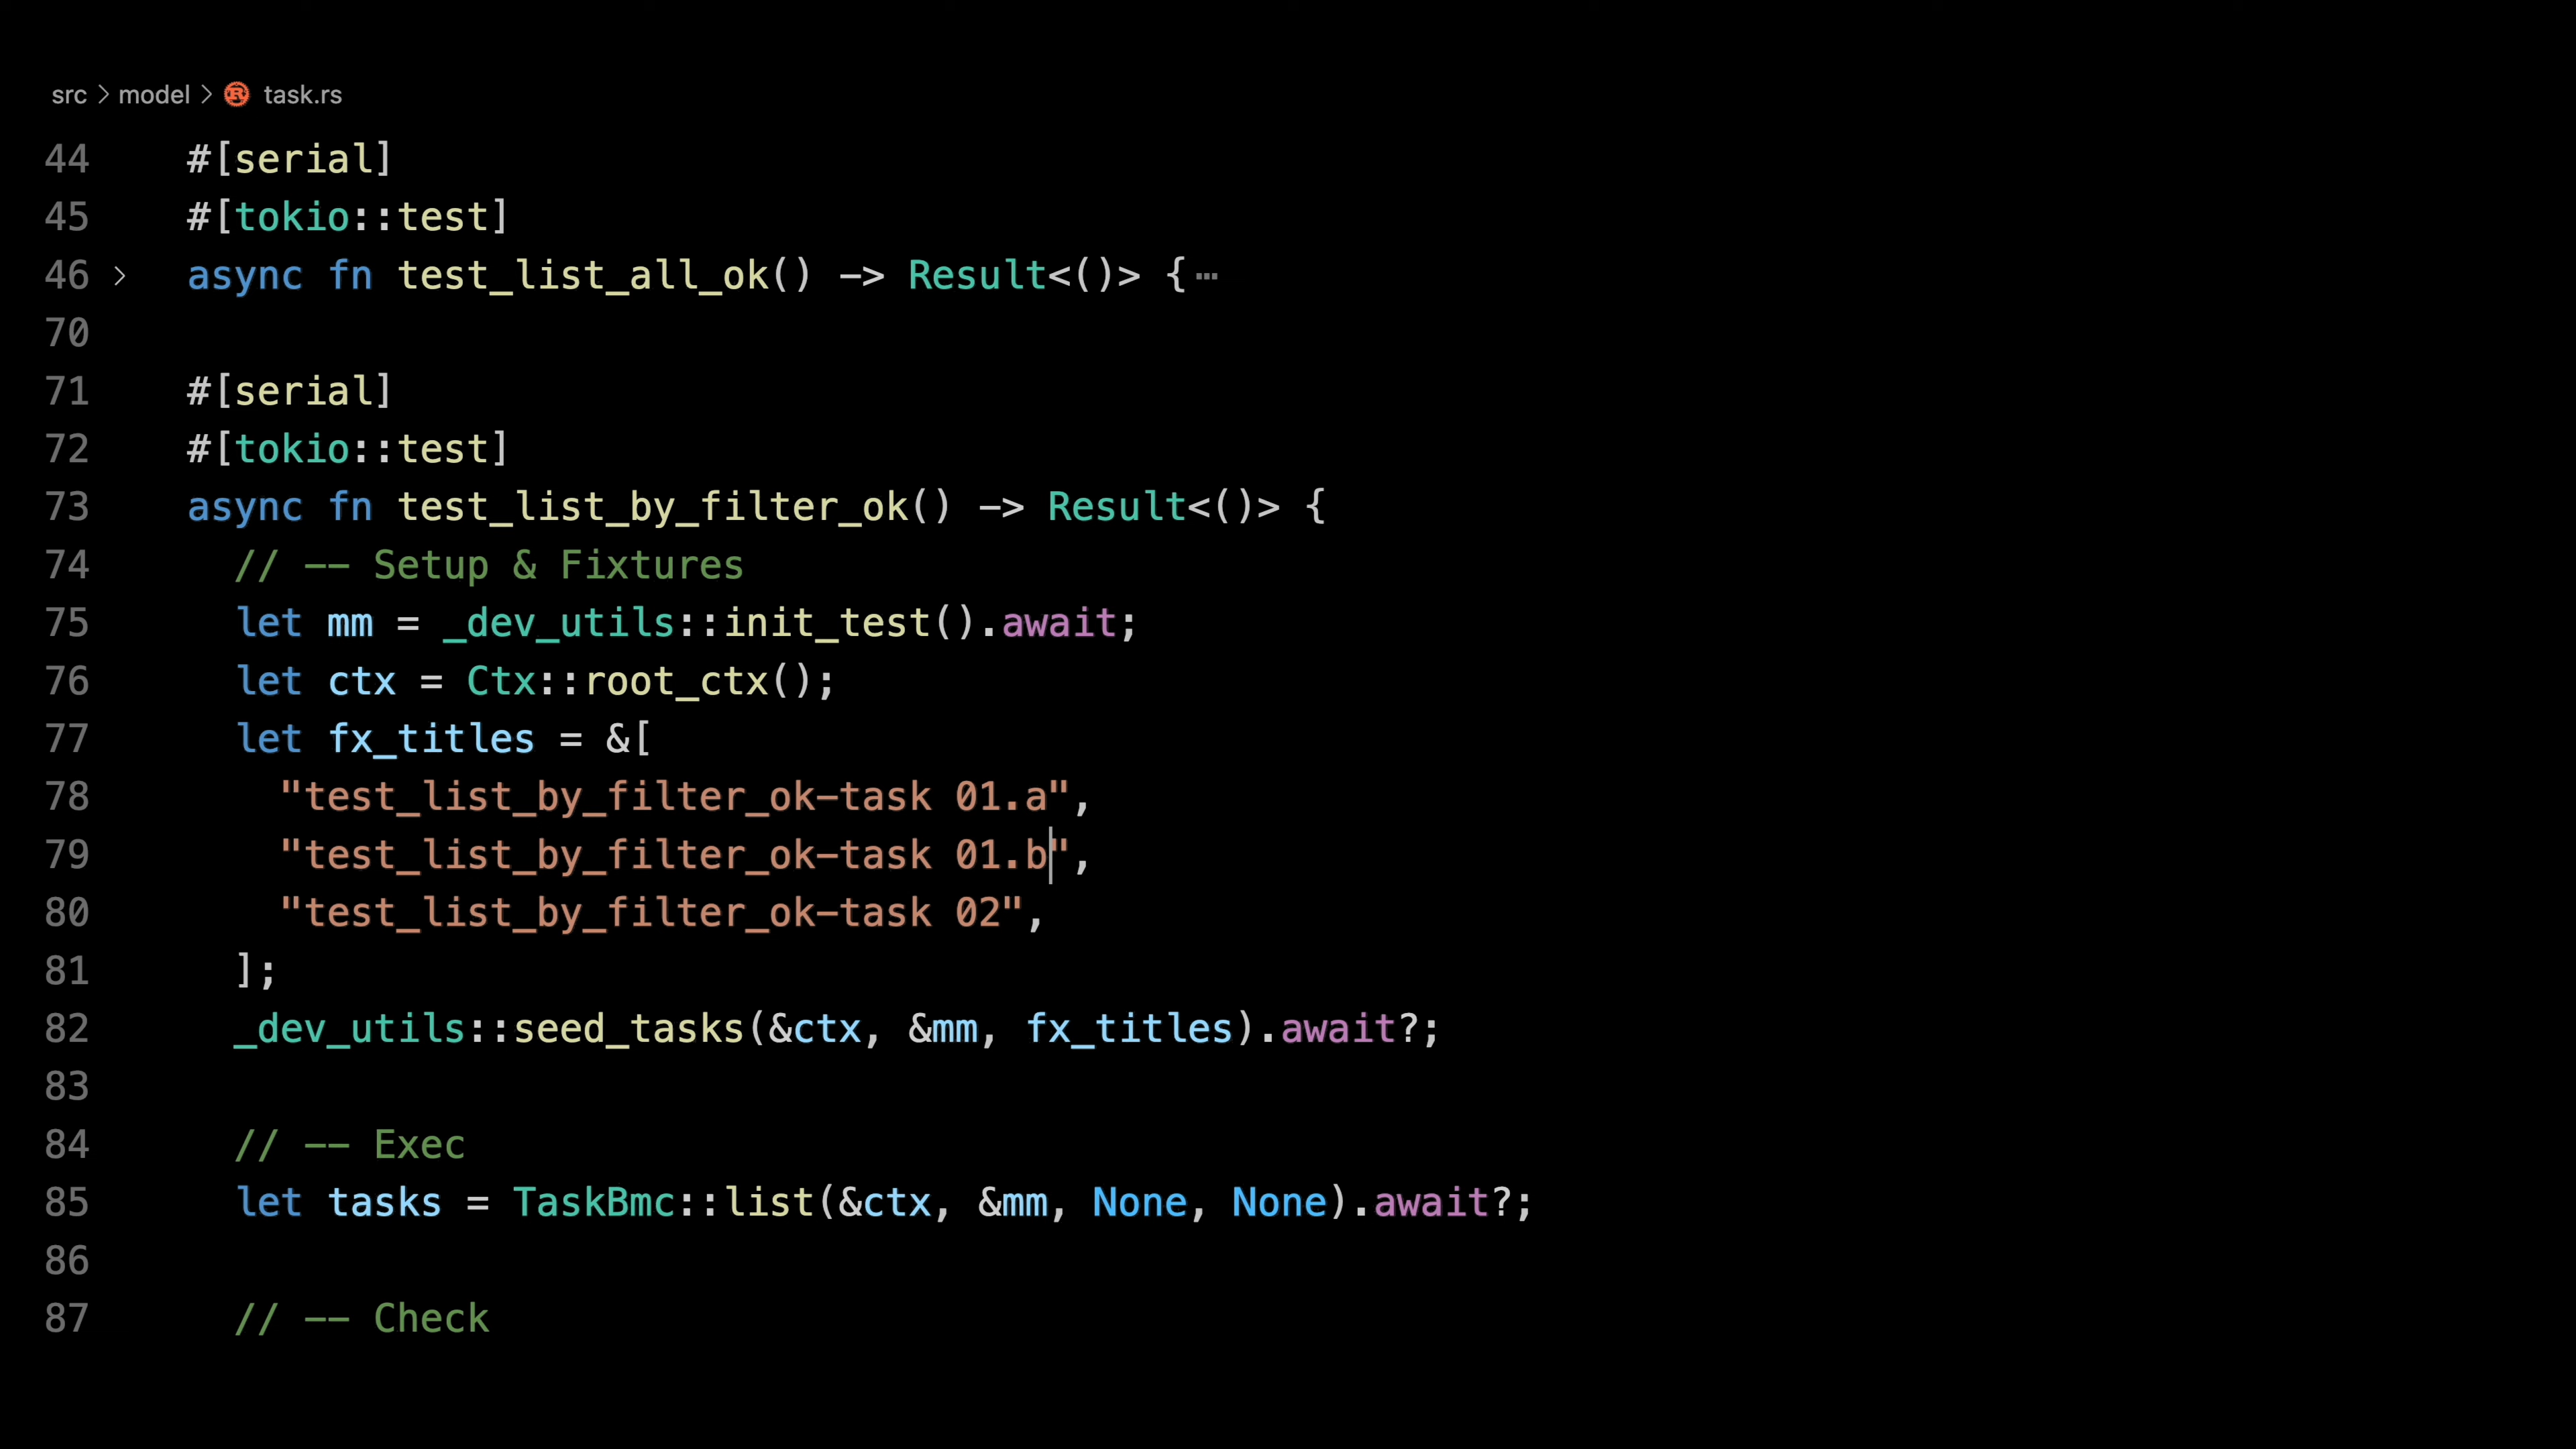 src > model > task.rs
44 #[serial]
45 #[tokio::test]
46 > async fn test_list_all_ok() -> Result<()> {⋯
70
71 #[serial]
72 #[tokio::test]
73 async fn test_list_by_filter_ok() -> Result<()> {
74 // -- Setup & Fixtures
75 let mm = _dev_utils::init_test().await;
76 let ctx = Ctx::root_ctx();
77 let fx_titles = &[
78 "test_list_by_filter_ok-task 01.a",
79 "test_list_by_filter_ok-task 01.b",
80 "test_list_by_filter_ok-task 02",
81 ];
82 _dev_utils::seed_tasks(&ctx, &mm, fx_titles).await?;
83
84 // -- Exec
85 let tasks = TaskBmc::list(&ctx, &mm, None, None).await?;
86
87 // -- Check